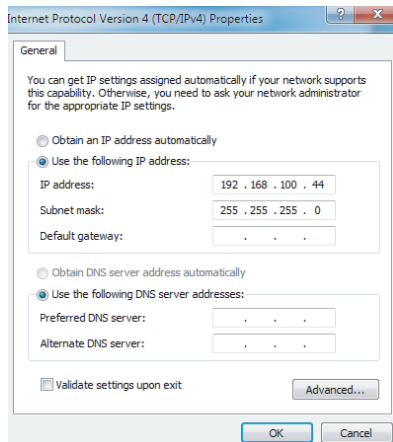 Internet Protocol Version 4 (TCP/IPv4) Properties
General
You can get IP settings assigned automatically if your network supports
this capability. Otherwise, you need to ask your network administrator
for the appropriate IP settings.
Obtain an IP address automatically
Use the following IP address:
IP address: 192 . 168 . 100 . 44
Subnet mask: 255 . 255 . 255 . 0
Default gateway: . . .
Obtain DNS server address automatically
Use the following DNS server addresses:
Preferred DNS server: . . .
Alternate DNS server: . . .
Validate settings upon exit
Advanced...
OK Cancel